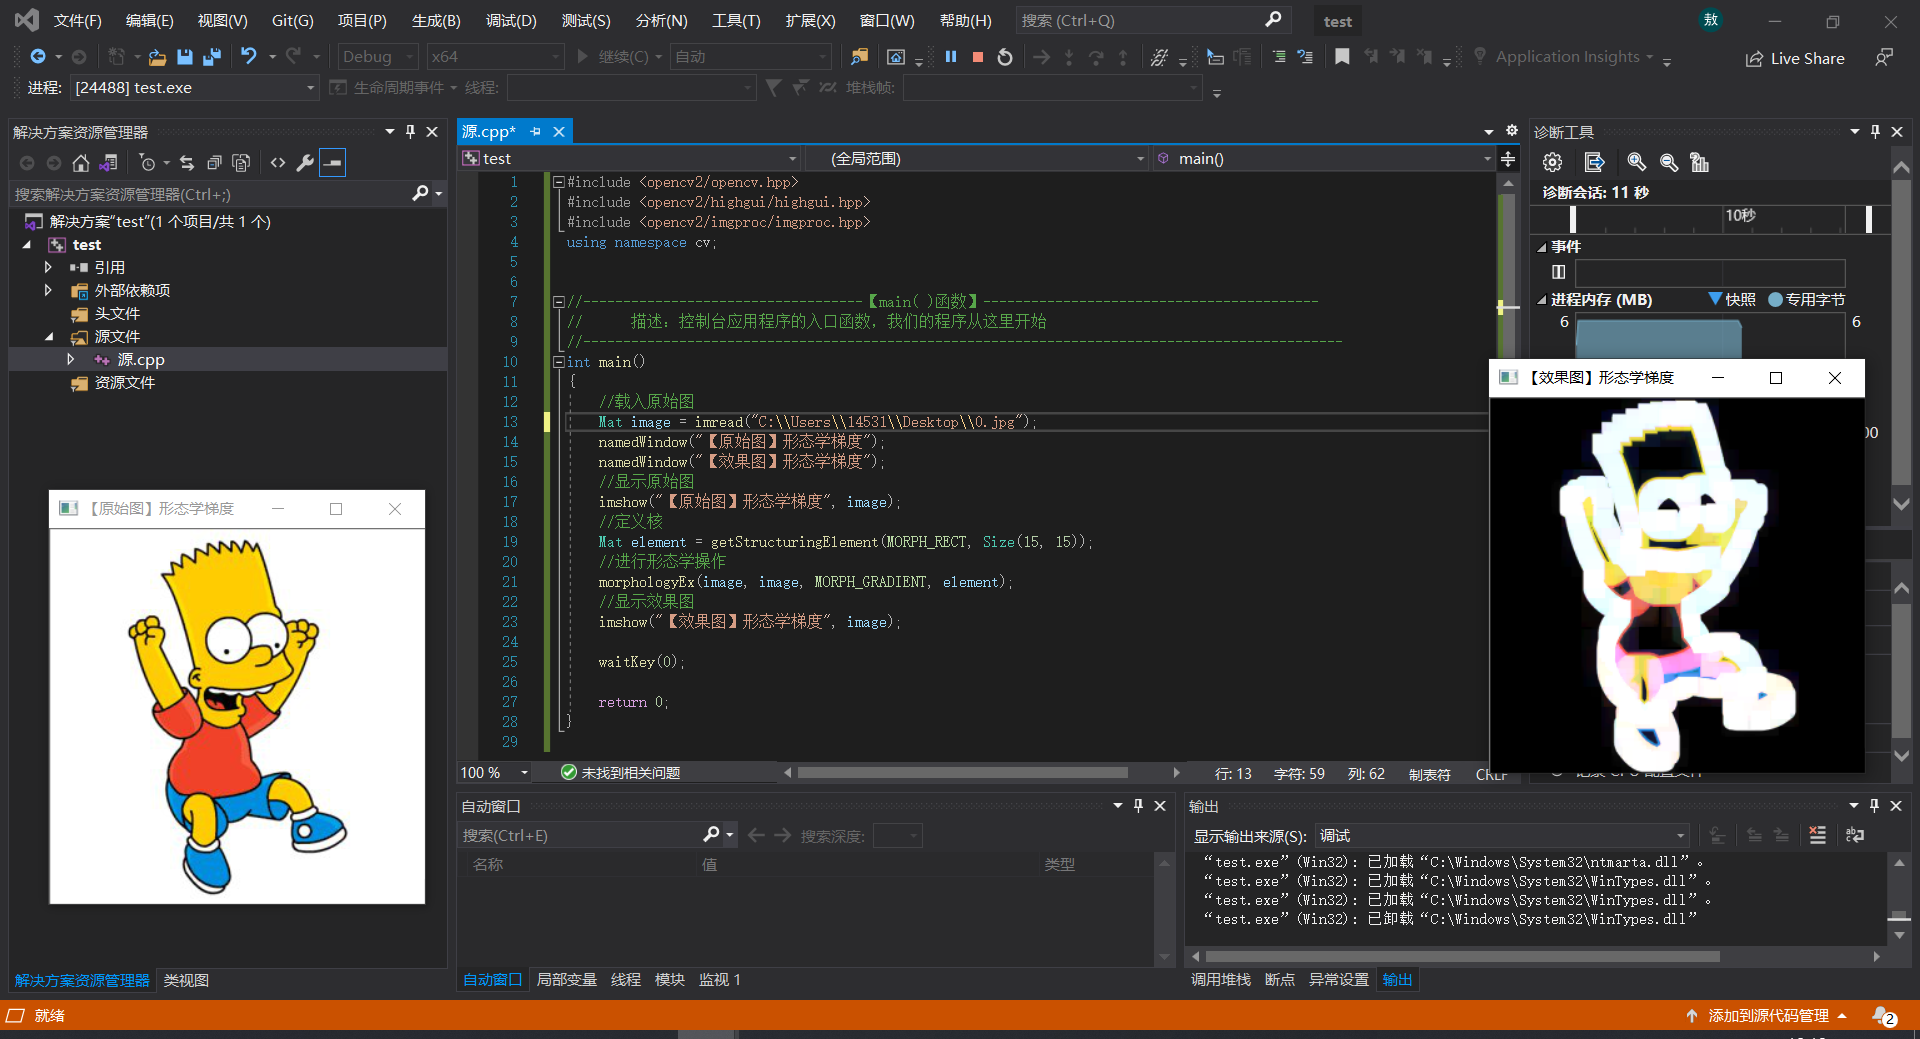 文件(F) 编辑(E) 视图(V) Git(G) 项目(P) 生成(B) 调试(D) 测试(S) 分析(N) 工具(T) 扩展(X) 窗口(W) 帮助(H) 搜索 (Ctrl+Q) test 敖
Debug x64 继续(C) 自动 Application Insights Live Share
进程: [24488] test.exe 生命周期事件 线程: 堆栈帧:
解决方案资源管理器
搜索解决方案资源管理器(Ctrl+;)
解决方案"test"(1 个项目/共 1 个)
test
引用
外部依赖项
头文件
源文件
源.cpp
资源文件
【原始图】形态学梯度
解决方案资源管理器 类视图
源.cpp*
test (全局范围) main()
1 #include <opencv2/opencv.hpp>
2 #include <opencv2/highgui/highgui.hpp>
3 #include <opencv2/imgproc/imgproc.hpp>
4 using namespace cv;
5
6
7 //-----------------------------------【main( )函数】------------------------------------------
8 // 描述: 控制台应用程序的入口函数，我们的程序从这里开始
9 //-----------------------------------------------------------------------------------------------
10 int main()
11 {
12 //载入原始图
13 Mat image = imread("C:\\Users\\14531\\Desktop\\0.jpg");
14 namedWindow("【原始图】形态学梯度");
15 namedWindow("【效果图】形态学梯度");
16 //显示原始图
17 imshow("【原始图】形态学梯度", image);
18 //定义核
19 Mat element = getStructuringElement(MORPH_RECT, Size(15, 15));
20 //进行形态学操作
21 morphologyEx(image, image, MORPH_GRADIENT, element);
22 //显示效果图
23 imshow("【效果图】形态学梯度", image);
24
25 waitKey(0);
26
27 return 0;
28 }
29
100 % 未找到相关问题 行: 13 字符: 59 列: 62 制表符 CRLF
诊断工具
诊断会话: 11 秒
10秒
事件
进程内存 (MB) 快照 专用字节
6 6
【效果图】形态学梯度
00
自动窗口
搜索(Ctrl+E) 搜索深度:
名称 值 类型
自动窗口 局部变量 线程 模块 监视 1
输出
显示输出来源(S): 调试
“test.exe”(Win32): 已加载“C:\Windows\System32\ntmarta.dll”。
“test.exe”(Win32): 已加载“C:\Windows\System32\WinTypes.dll”。
“test.exe”(Win32): 已加载“C:\Windows\System32\WinTypes.dll”。
“test.exe”(Win32): 已卸载“C:\Windows\System32\WinTypes.dll”
调用堆栈 断点 异常设置 输出
就绪 添加到源代码管理 2